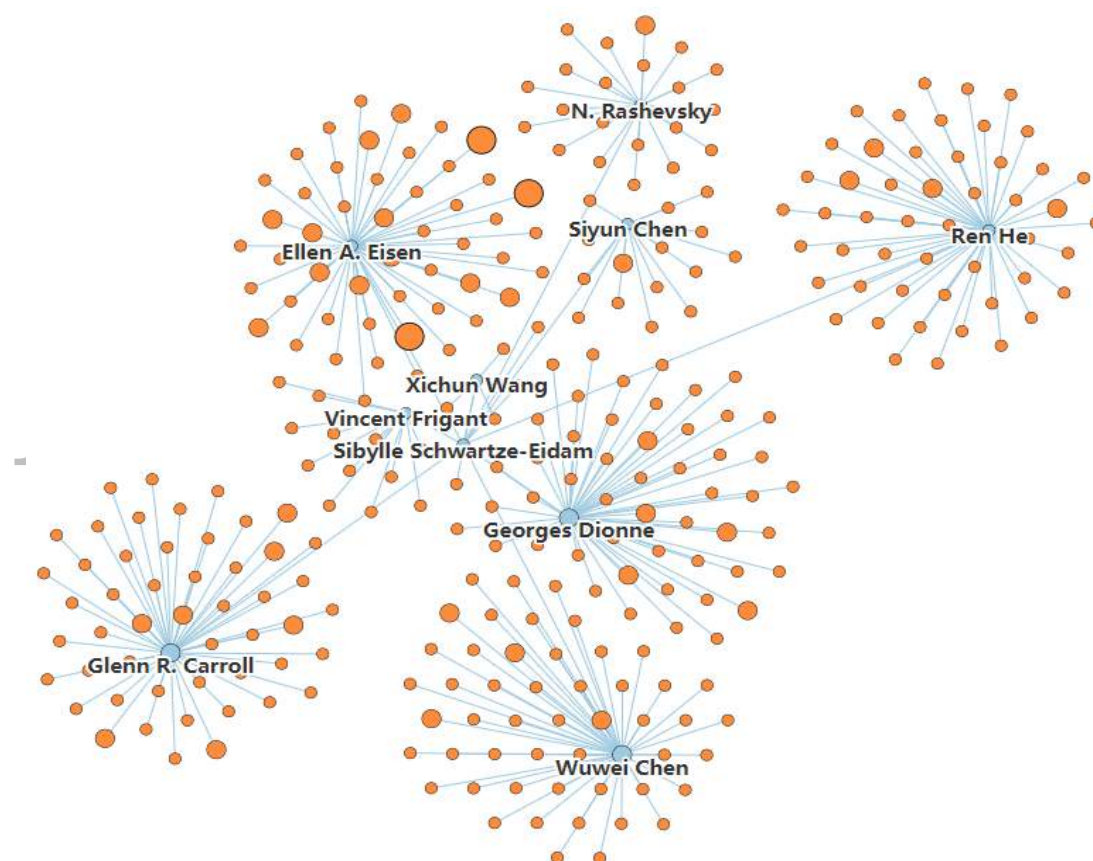 N. Rashevsky
Siyun Chen
Ren He
Ellen A. Eisen
Xichun Wang
Vincent Frigant
Sibylle Schwartze-Eidam
Georges Dionne
Glenn R. Carroll
Wuwei Chen